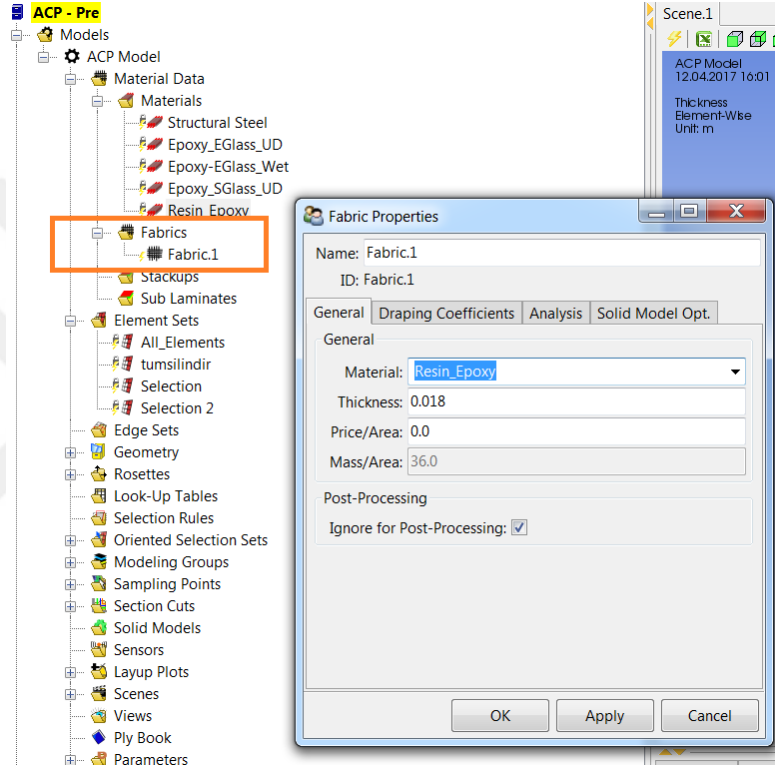 ACP - Pre
Models
ACP Model
Material Data
Materials
Structural Steel
Epoxy_EGlass_UD
Epoxy-EGlass_Wet
Epoxy_SGlass_UD
Resin_Epoxy
Fabrics
Fabric.1
Stackups
Sub Laminates
Element Sets
All_Elements
tumsilindir
Selection
Selection 2
Edge Sets
Geometry
Rosettes
Look-Up Tables
Selection Rules
Oriented Selection Sets
Modeling Groups
Sampling Points
Section Cuts
Solid Models
Sensors
Layup Plots
Scenes
Views
Ply Book
Parameters
Scene.1
ACP Model
12.04.2017 16:01
Thickness
Element-Wise
Unit: m
Fabric Properties
Name: Fabric.1
ID: Fabric.1
General Draping Coefficients Analysis Solid Model Opt.
General
Material: Resin_Epoxy
Thickness: 0.018
Price/Area: 0.0
Mass/Area: 36.0
Post-Processing
Ignore for Post-Processing:
OK Apply Cancel